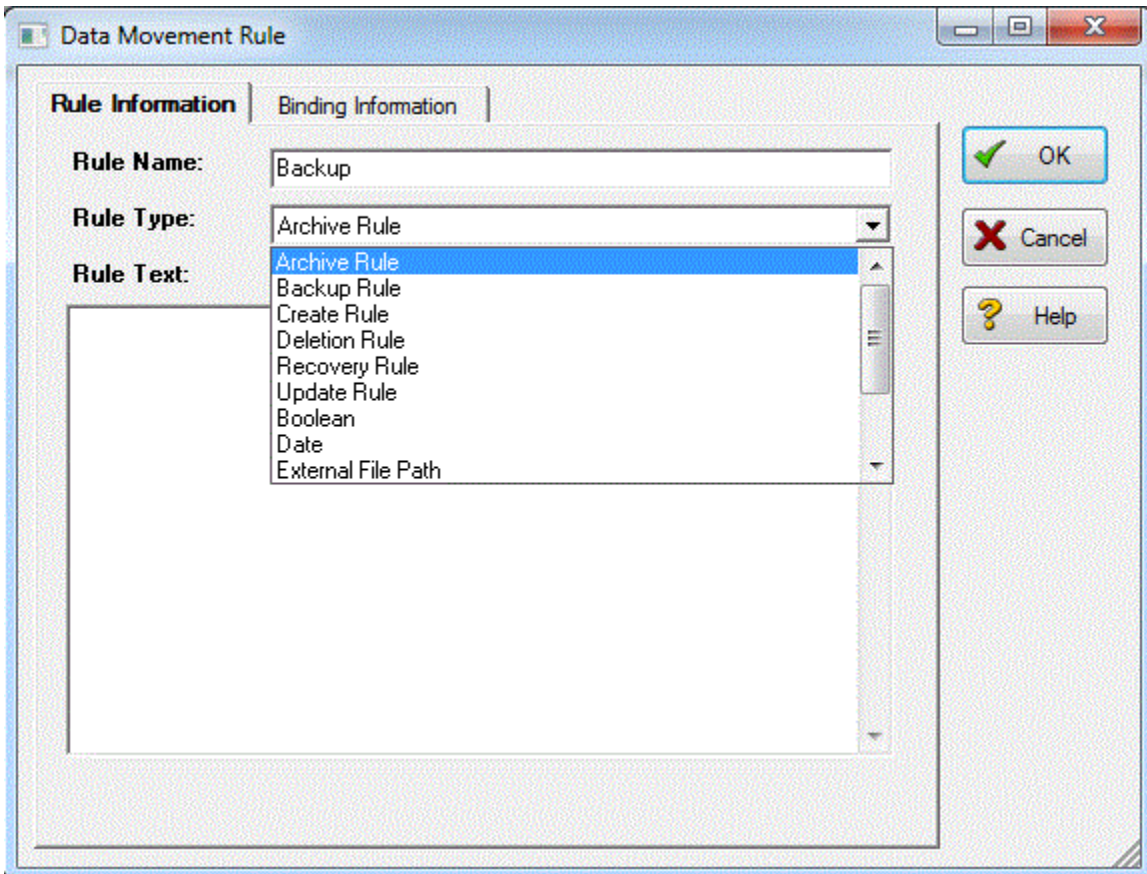 Data Movement Rule
Rule Information
Binding Information
Rule Name:
Backup
OK
Rule Type:
Archive Rule
Cancel
Rule Text:
Archive Rule
Backup Rule
Create Rule
Deletion Rule
Recovery Rule
Update Rule
Boolean
Date
External File Path
Help